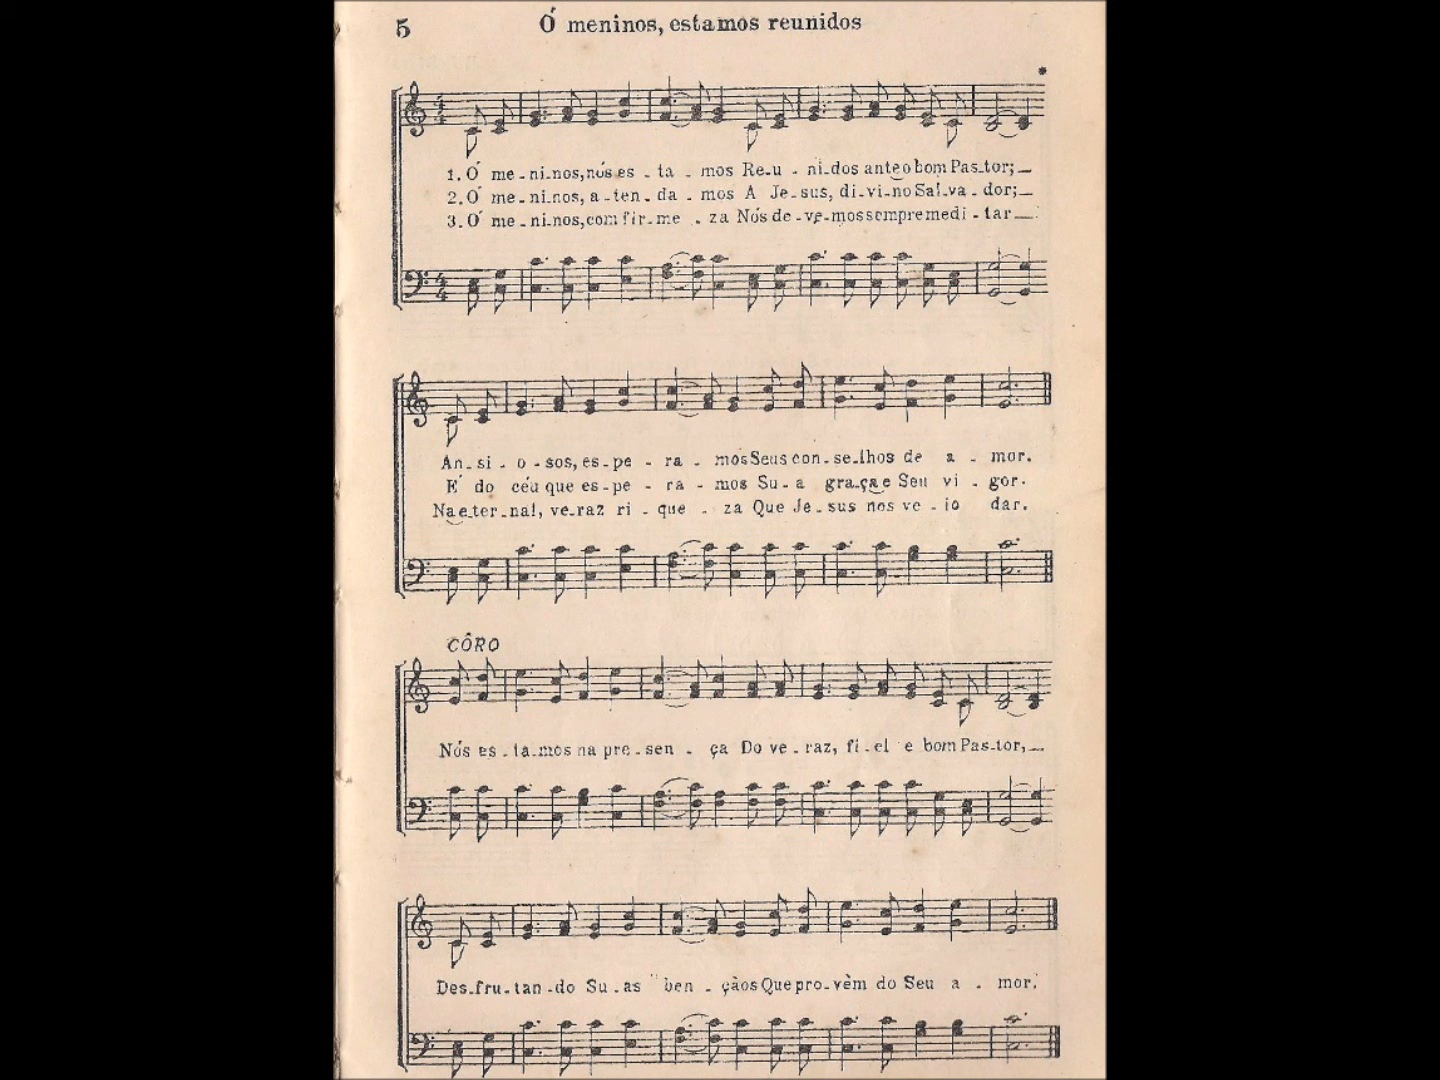 5 Ó meninos, estamos reunidos
1. Ó me-ni-nos, nós es-ta-mos Re-u-ni-dos ante o bom Pas-tor;
2. Ó me-ni-nos, a-ten-da-mos A Je-sus, di-vi-no Sal-va-dor;
3. Ó me-ni-nos, com fir-me-za Nós de-ve-mos sempre medi-tar
An-si-o-sos, es-pe-ra-mos Seus con-se-lhos de a-mor.
É do céu que es-pe-ra-mos Su-a gra-ça e Seu vi-gor.
Na e-ter-nal, ve-raz ri-que-za Que Je-sus nos ve-io dar.
CÔRO
Nós es-ta-mos na pre-sen-ça Do ve-raz, fi-el e bom Pas-tor,
Des-fru-tan-do Su-as ben-çãos Que pro-vêm do Seu a-mor.